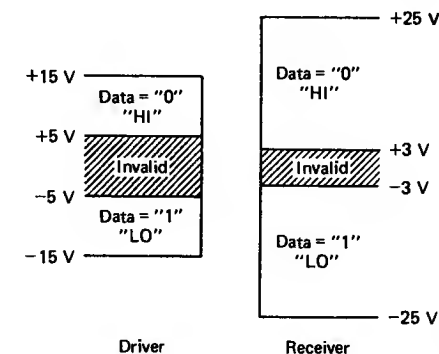 +15 V
Data = "0"
"HI"
+5 V
Invalid
−5 V
Data = "1"
"LO"
−15 V
Driver
+25 V
Data = "0"
"HI"
+3 V
Invalid
−3 V
Data = "1"
"LO"
−25 V
Receiver